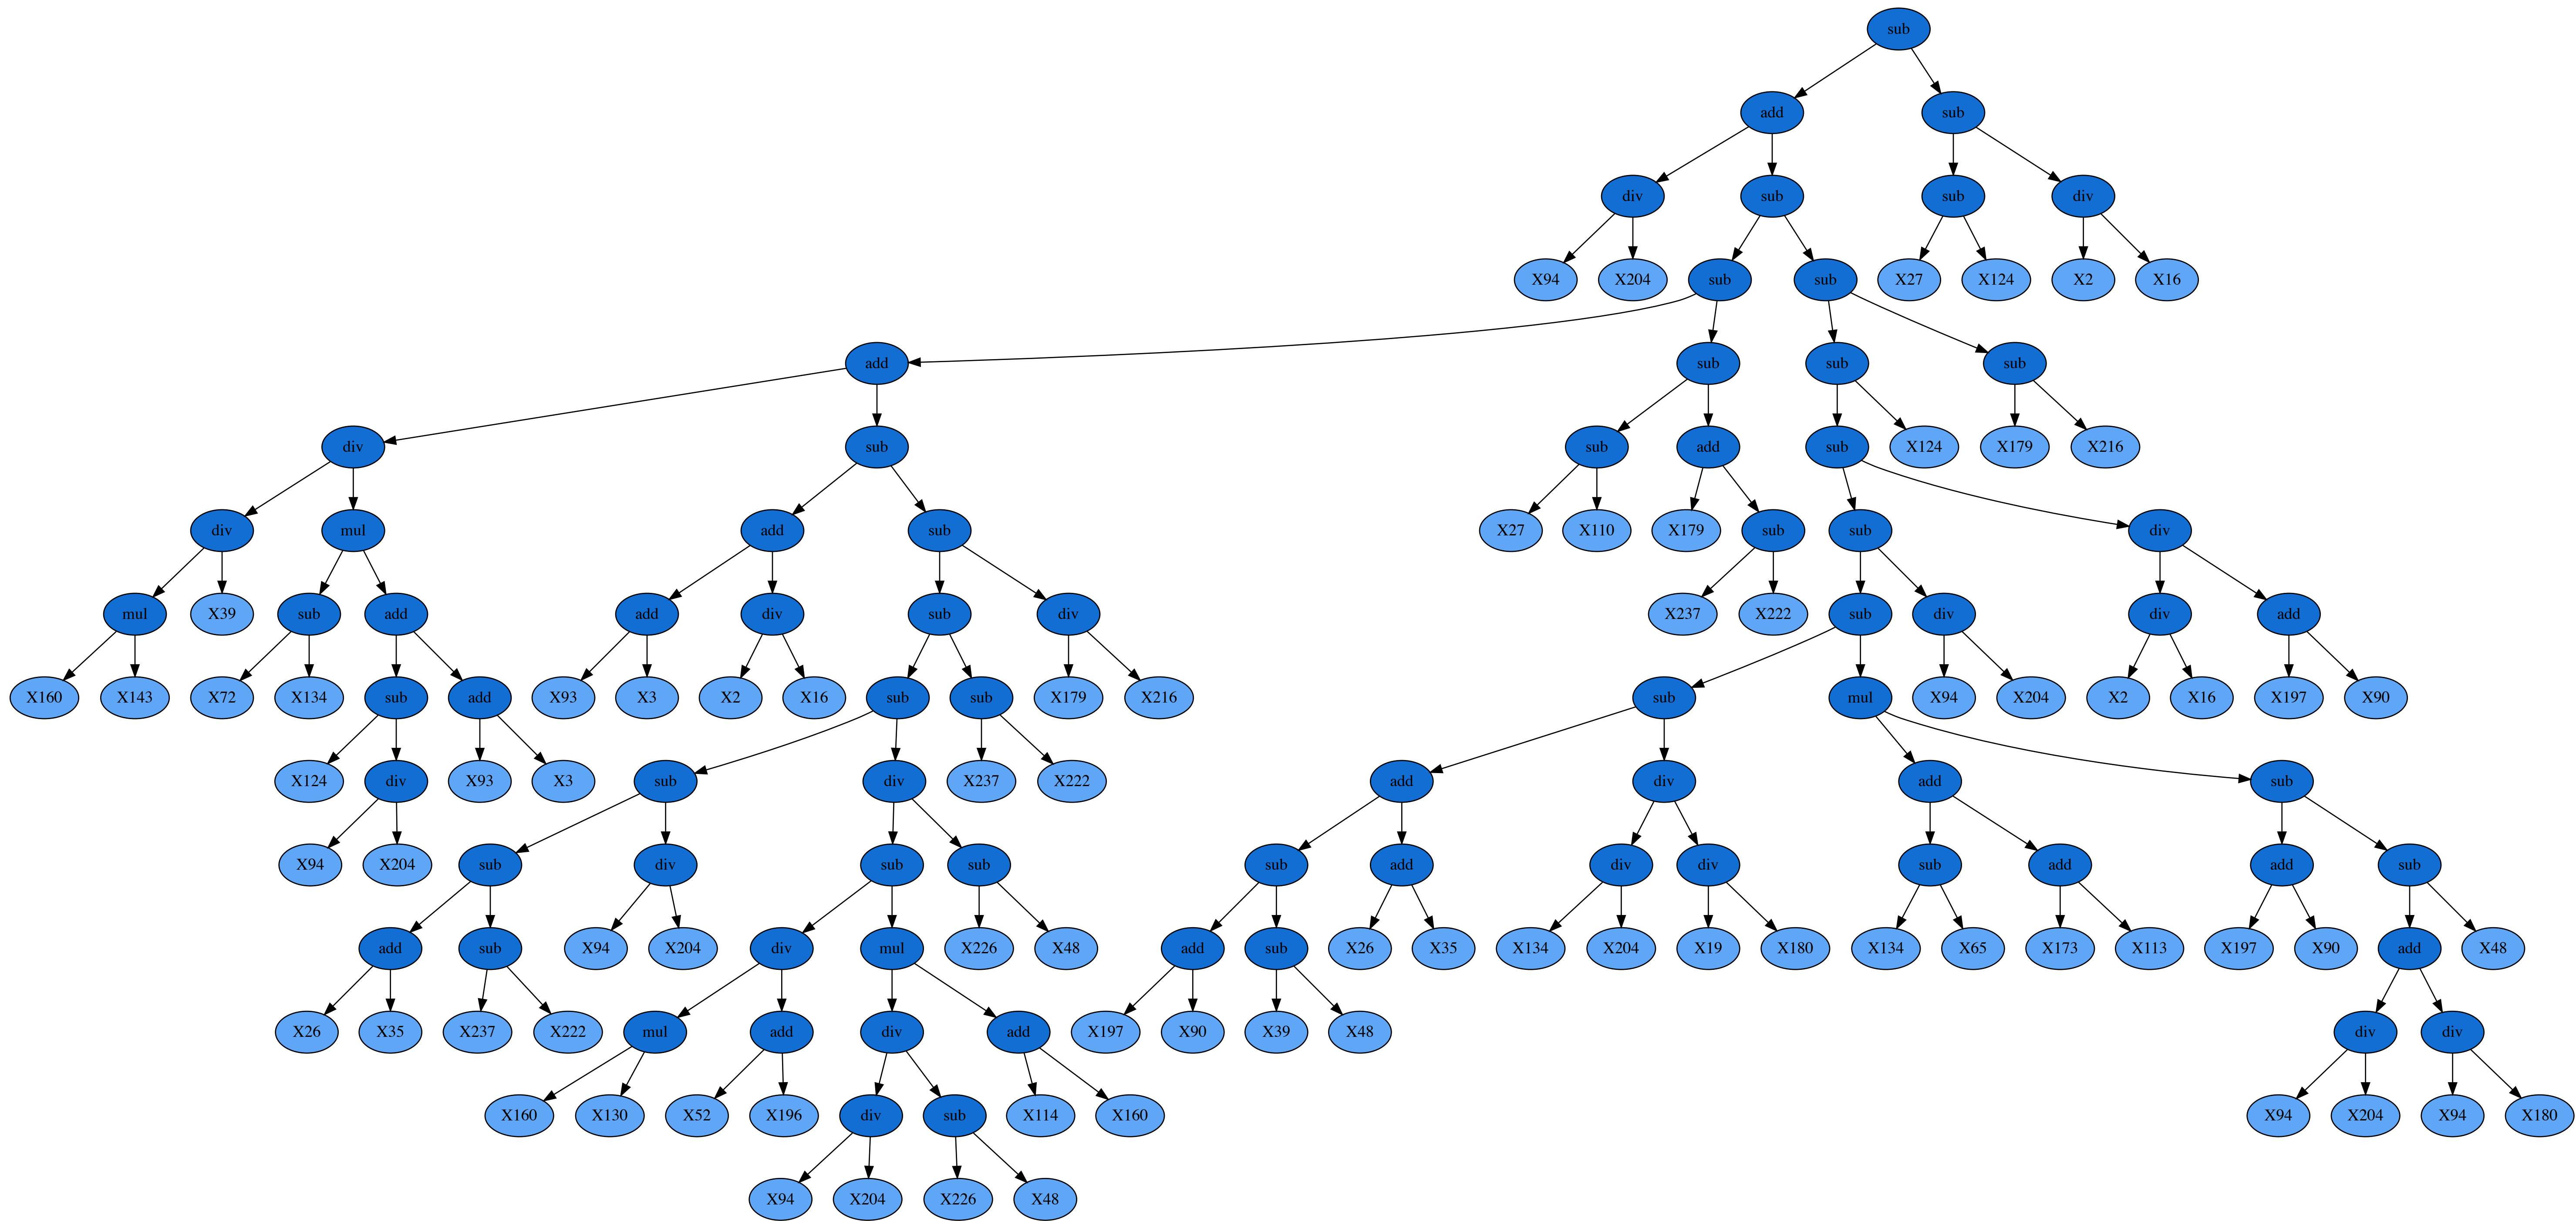 sub
add sub
div sub sub div
X94 X204 sub sub X27 X124 X2 X16
add sub sub sub
div sub sub add sub X124 X179 X216
div mul add sub X27 X110 X179 sub sub div
mul X39 sub add add div sub div X237 X222 sub div div add
X160 X143 X72 X134 sub add X93 X3 X2 X16 sub sub X179 X216 sub mul X94 X204 X2 X16 X197 X90
X124 div X93 X3 sub div X237 X222 add div add sub
X94 X204 sub div sub sub sub add div div sub add add sub
add sub X94 X204 div mul X226 X48 add sub X26 X35 X134 X204 X19 X180 X134 X65 X173 X113 X197 X90 add X48
X26 X35 X237 X222 mul add div add X197 X90 X39 X48 div div
X160 X130 X52 X196 div sub X114 X160 X94 X204 X94 X180
X94 X204 X226 X48